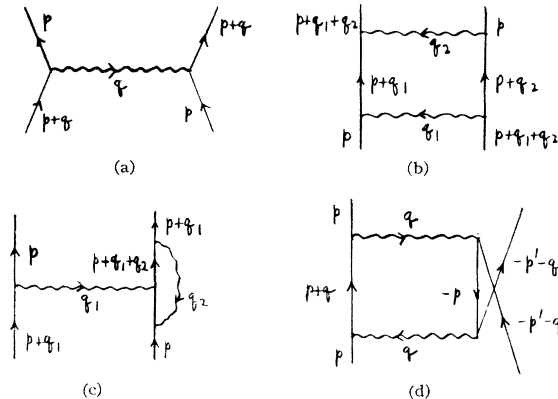 p
p+q
q
p+q
p
(a)
p+q₁+q₂
p
q₂
p+q₁
p+q₂
q₁
p
p+q₁+q₂
(b)
p+q₁
p
p+q₁+q₂
q₁
q₂
p+q₁
p
(c)
p
q
p+q
-p
-p'-q
-p'-q
p
q
(d)